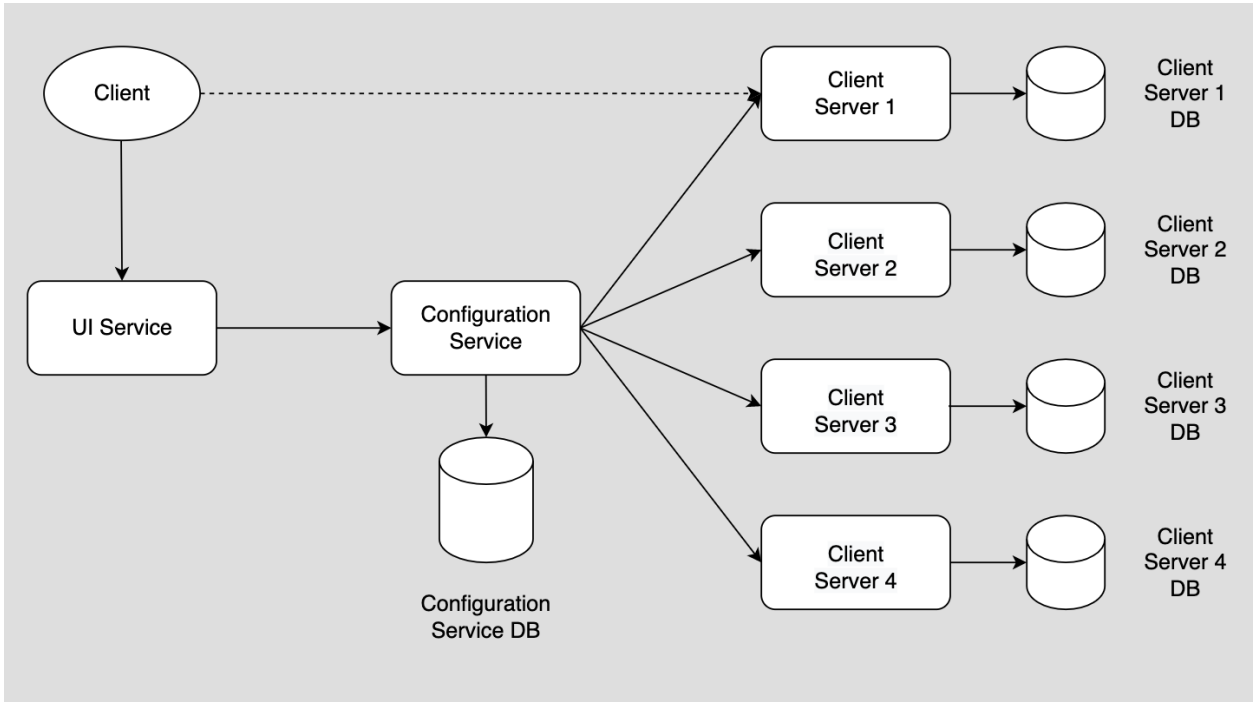 Client
Client
Server 1
Client
Server 1
DB
Client
Server 2
Client
Server 2
DB
UI Service
Configuration
Service
Client
Server 3
Client
Server 3
DB
Client
Server 4
Client
Server 4
DB
Configuration
Service DB